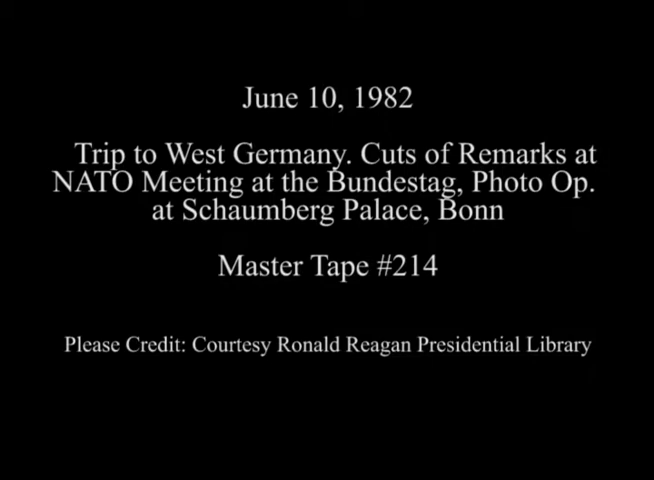 June 10, 1982
Trip to West Germany. Cuts of Remarks at
NATO Meeting at the Bundestag, Photo Op.
at Schaumberg Palace, Bonn
Master Tape #214
Please Credit: Courtesy Ronald Reagan Presidential Library